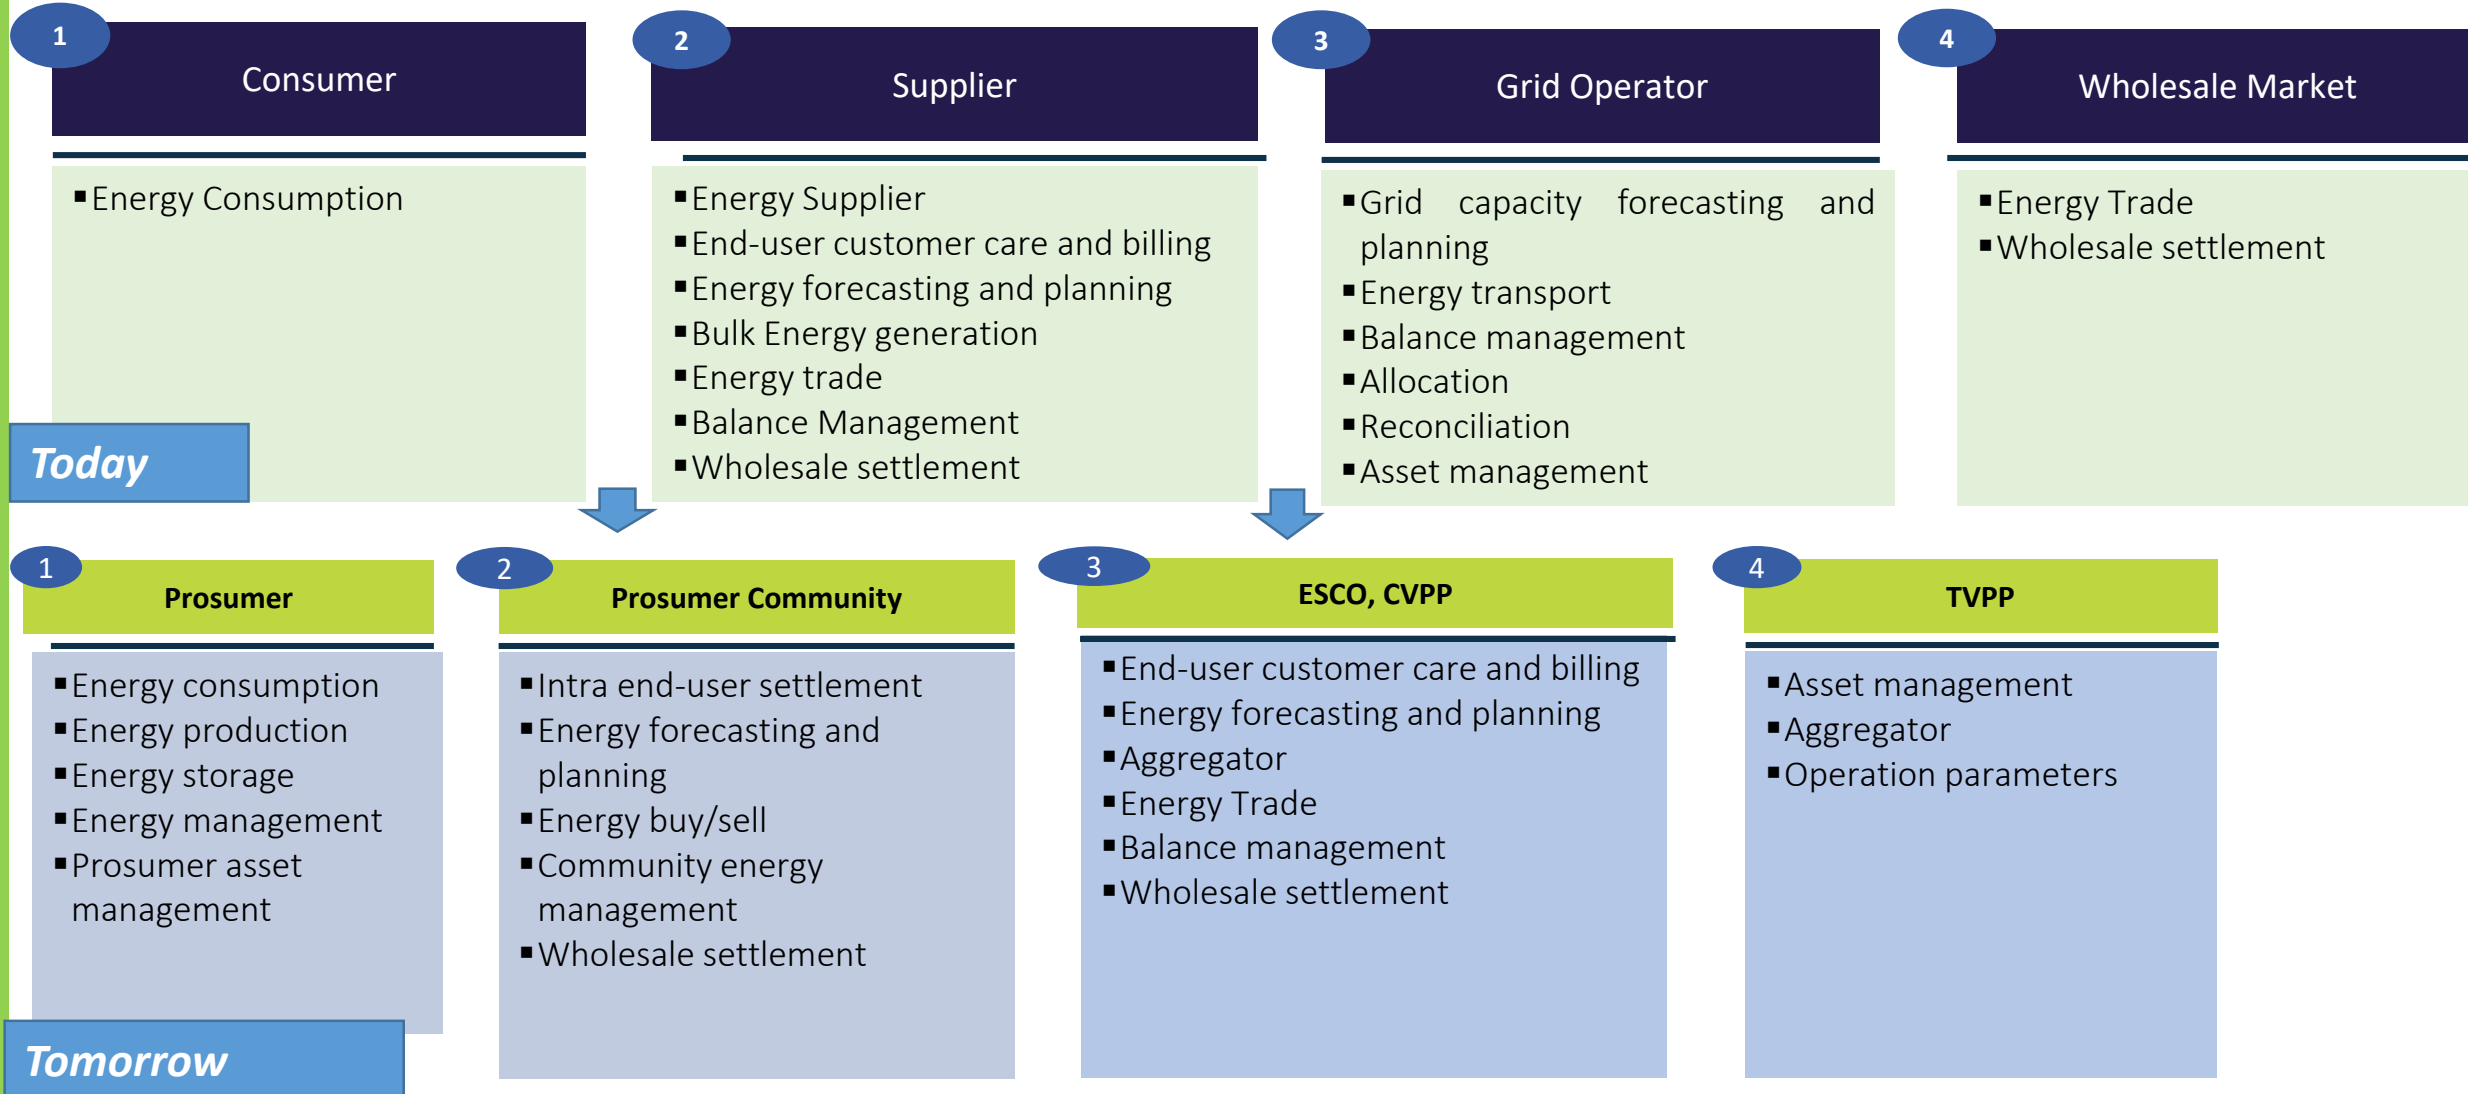 1
Consumer
▪Energy Consumption
2
Supplier
▪Energy Supplier
▪End-user customer care and billing
▪Energy forecasting and planning
▪Bulk Energy generation
▪Energy trade
▪Balance Management
▪Wholesale settlement
3
Grid Operator
▪Grid capacity forecasting and
planning
▪Energy transport
▪Balance management
▪Allocation
▪Reconciliation
▪Asset management
4
Wholesale Market
▪Energy Trade
▪Wholesale settlement
Today
1
Prosumer
▪Energy consumption
▪Energy production
▪Energy storage
▪Energy management
▪Prosumer asset
management
2
Prosumer Community
▪Intra end-user settlement
▪Energy forecasting and
planning
▪Energy buy/sell
▪Community energy
management
▪Wholesale settlement
3
ESCO, CVPP
▪End-user customer care and billing
▪Energy forecasting and planning
▪Aggregator
▪Energy Trade
▪Balance management
▪Wholesale settlement
4
TVPP
▪Asset management
▪Aggregator
▪Operation parameters
Tomorrow